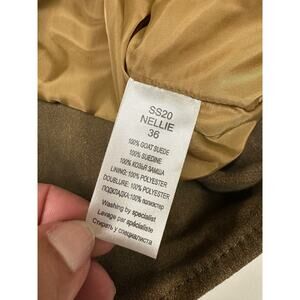 SS20
NELLIE
36
100% GOAT SUEDE
100% SUEDINE
100% КОЗЬЯ ЗАМША
LINING: 100% POLYESTER
DOUBLURE: 100% POLYESTER
ПОДКЛАДКА: 100% полиэстер
Washing by specialist
Lavage par spécialiste
Стирать у специалиста